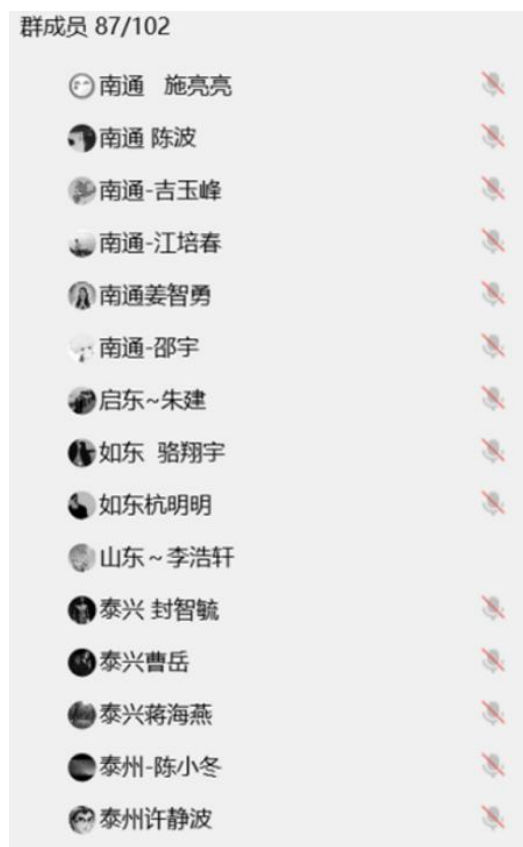 群成员 87/102
南通 施亮亮
南通 陈波
南通-吉玉峰
南通-江培春
南通姜智勇
南通-邵宇
启东~朱建
如东 骆翔宇
如东杭明明
山东~李浩轩
泰兴 封智毓
泰兴曹岳
泰兴蒋海燕
泰州-陈小冬
泰州许静波